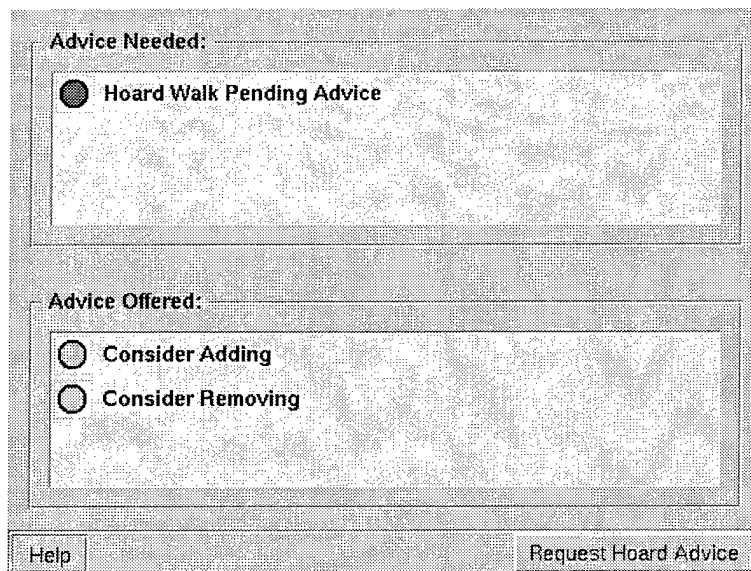 Advice Needed:
Hoard Walk Pending Advice
Advice Offered:
Consider Adding
Consider Removing
Help
Request Hoard Advice